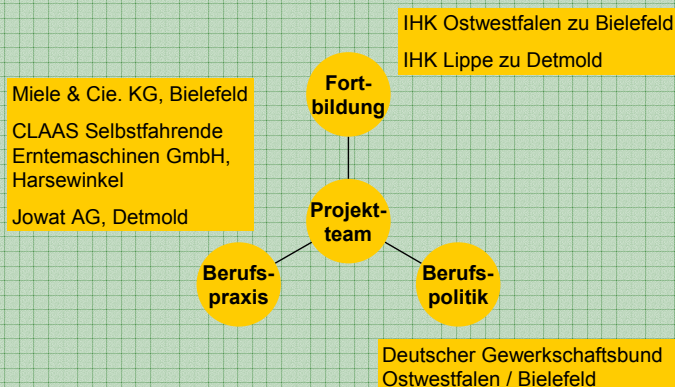 IHK Ostwestfalen zu Bielefeld
IHK Lippe zu Detmold
Fort-
bildung
Miele & Cie. KG, Bielefeld
CLAAS Selbstfahrende
Erntemaschinen GmbH,
Harsewinkel
Jowat AG, Detmold
Projekt-
team
Berufs-
praxis
Berufs-
politik
Deutscher Gewerkschaftsbund
Ostwestfalen / Bielefeld